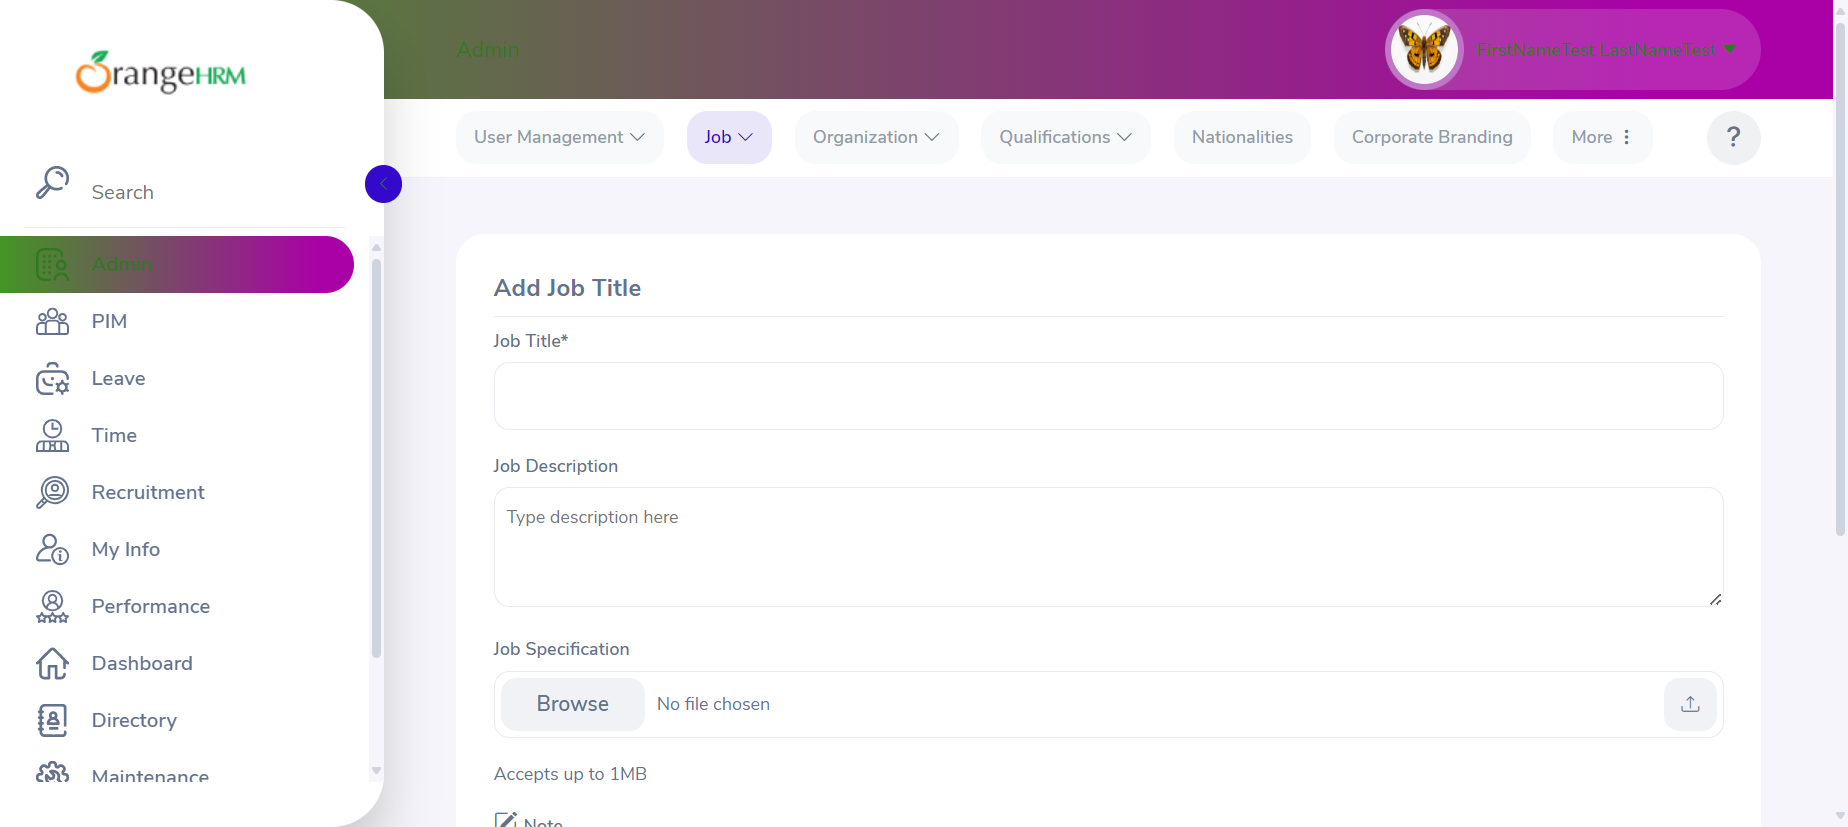 OrangeHRM
Search
Admin
PIM
Leave
Time
Recruitment
My Info
Performance
Dashboard
Directory
Maintenance
Admin
FirstNameTest LastNameTest
User Management
Job
Organization
Qualifications
Nationalities
Corporate Branding
More
?
Add Job Title
Job Title*
Job Description
Type description here
Job Specification
Browse
No file chosen
Accepts up to 1MB
Note